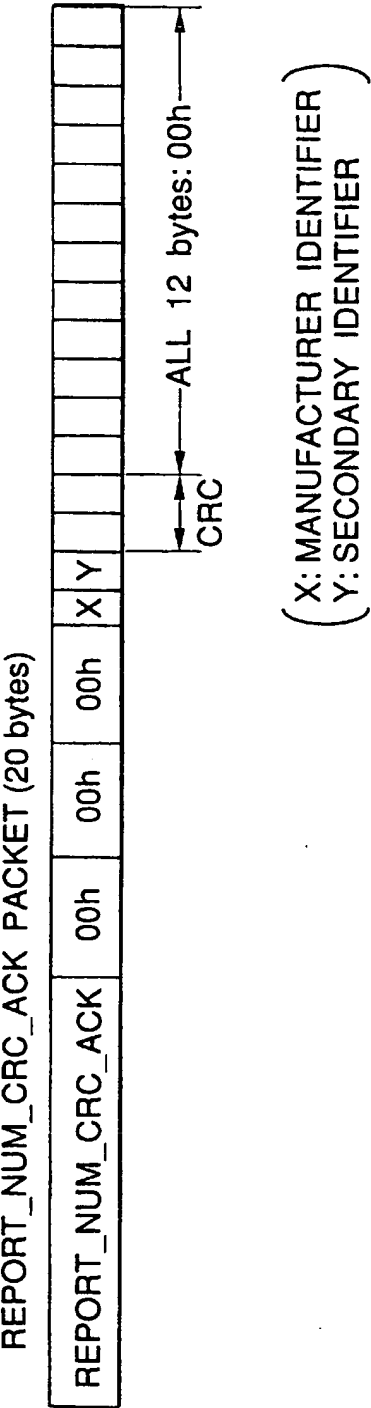 REPORT_NUM_CRC_ACK PACKET (20 bytes)
REPORT_NUM_CRC_ACK 00h 00h 00h X Y
CRC ALL 12 bytes: 00h
X: MANUFACTURER IDENTIFIER
Y: SECONDARY IDENTIFIER